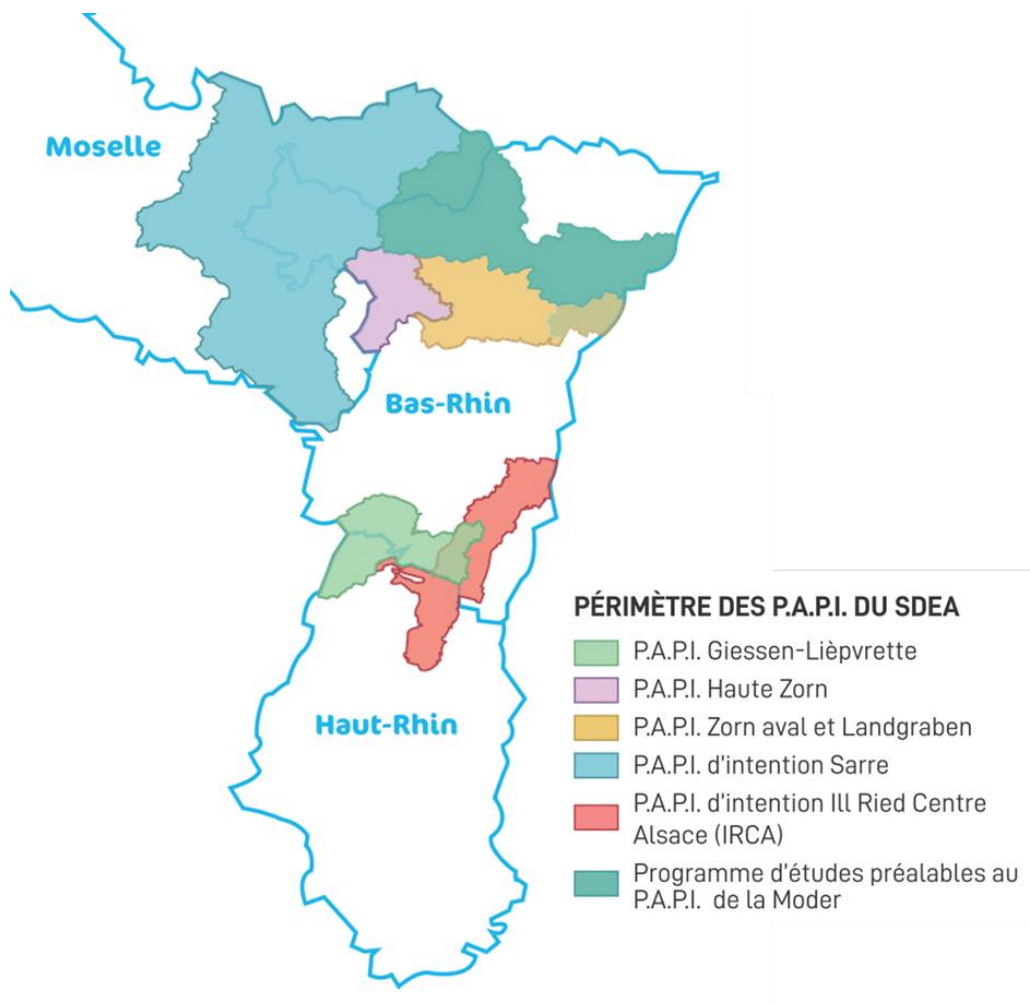 Moselle
Bas-Rhin
Haut-Rhin
PÉRIMÈTRE DES P.A.P.I. DU SDEA
P.A.P.I. Giessen-Lièpvrette
P.A.P.I. Haute Zorn
P.A.P.I. Zorn aval et Landgraben
P.A.P.I. d'intention Sarre
P.A.P.I. d'intention Ill Ried Centre
Alsace (IRCA)
Programme d'études préalables au
P.A.P.I. de la Moder